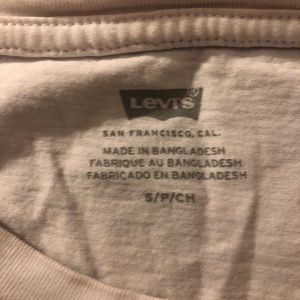 Levi's®
SAN FRANCISCO, CAL.
MADE IN BANGLADESH
FABRIQUE AU BANGLADESH
FABRICADO EN BANGLADESH
S/P/CH